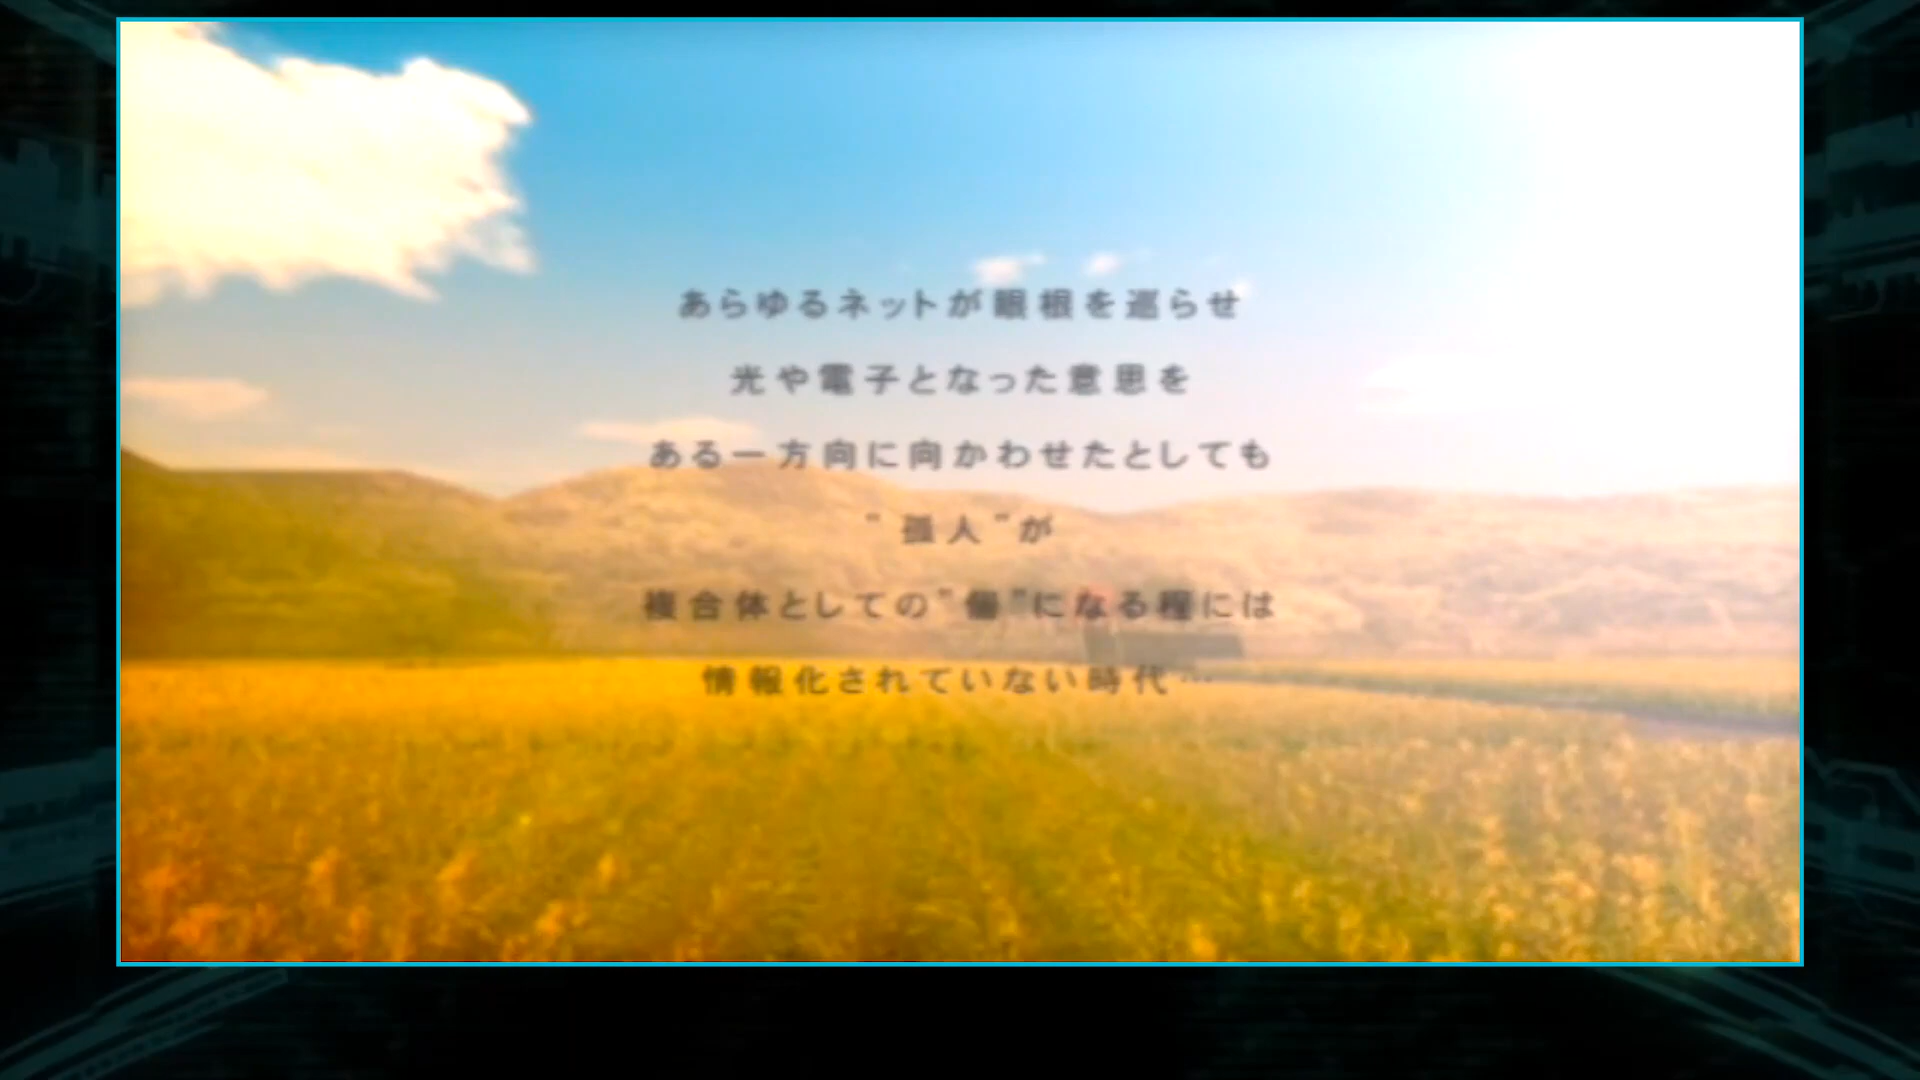 あらゆるネットが眼根を巡らせ
光や電子となった意思を
ある一方向に向かわせたとしても
"孤人"が
複合体としての"個"になる程には
情報化されていない時代…